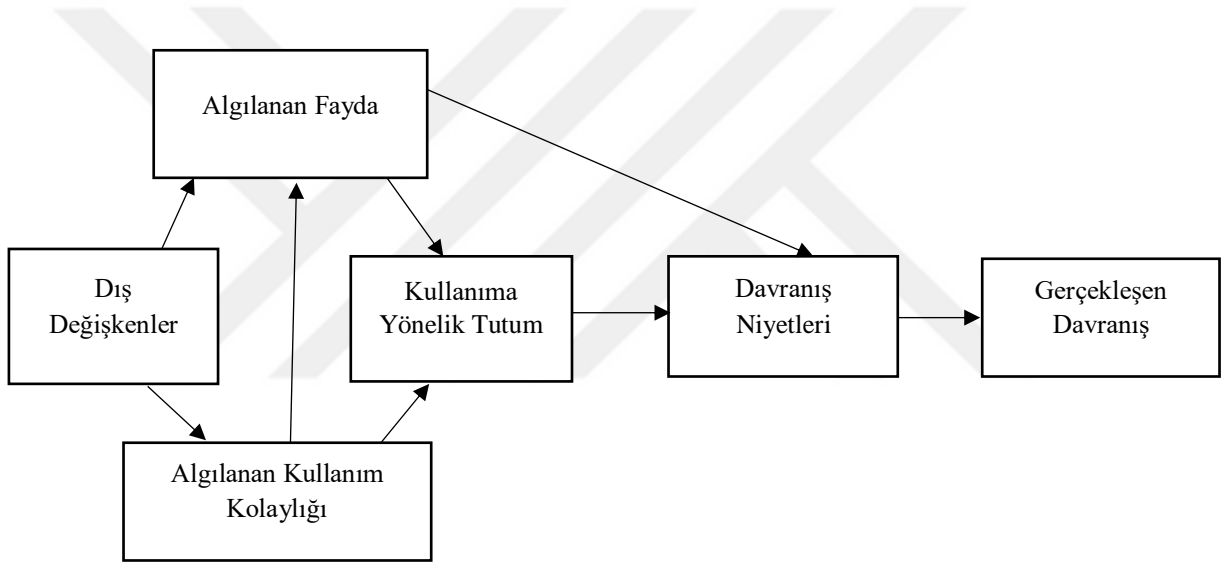 Algılanan Fayda
Dış
Değişkenler
Kullanıma
Yönelik Tutum
Davranış
Niyetleri
Gerçekleşen
Davranış
Algılanan Kullanım
Kolaylığı